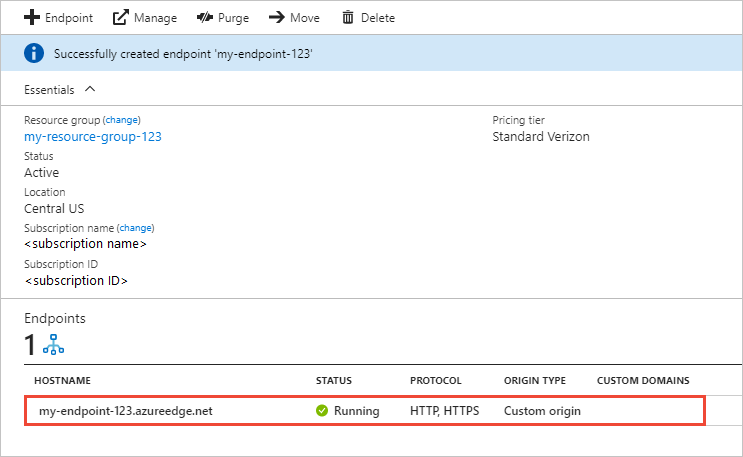 Endpoint Manage Purge Move Delete
Successfully created endpoint 'my-endpoint-123'
Essentials
Resource group (change) Pricing tier
my-resource-group-123 Standard Verizon
Status
Active
Location
Central US
Subscription name (change)
<subscription name>
Subscription ID
<subscription ID>
Endpoints
1
HOSTNAME STATUS PROTOCOL ORIGIN TYPE CUSTOM DOMAINS
my-endpoint-123.azureedge.net Running HTTP, HTTPS Custom origin